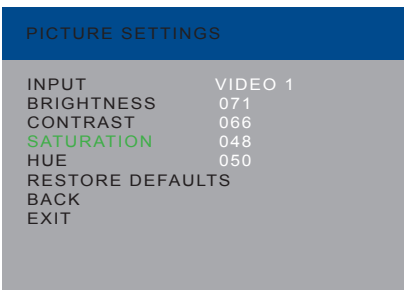 PICTURE SETTINGS
INPUT VIDEO 1
BRIGHTNESS 071
CONTRAST 066
SATURATION 048
HUE 050
RESTORE DEFAULTS
BACK
EXIT